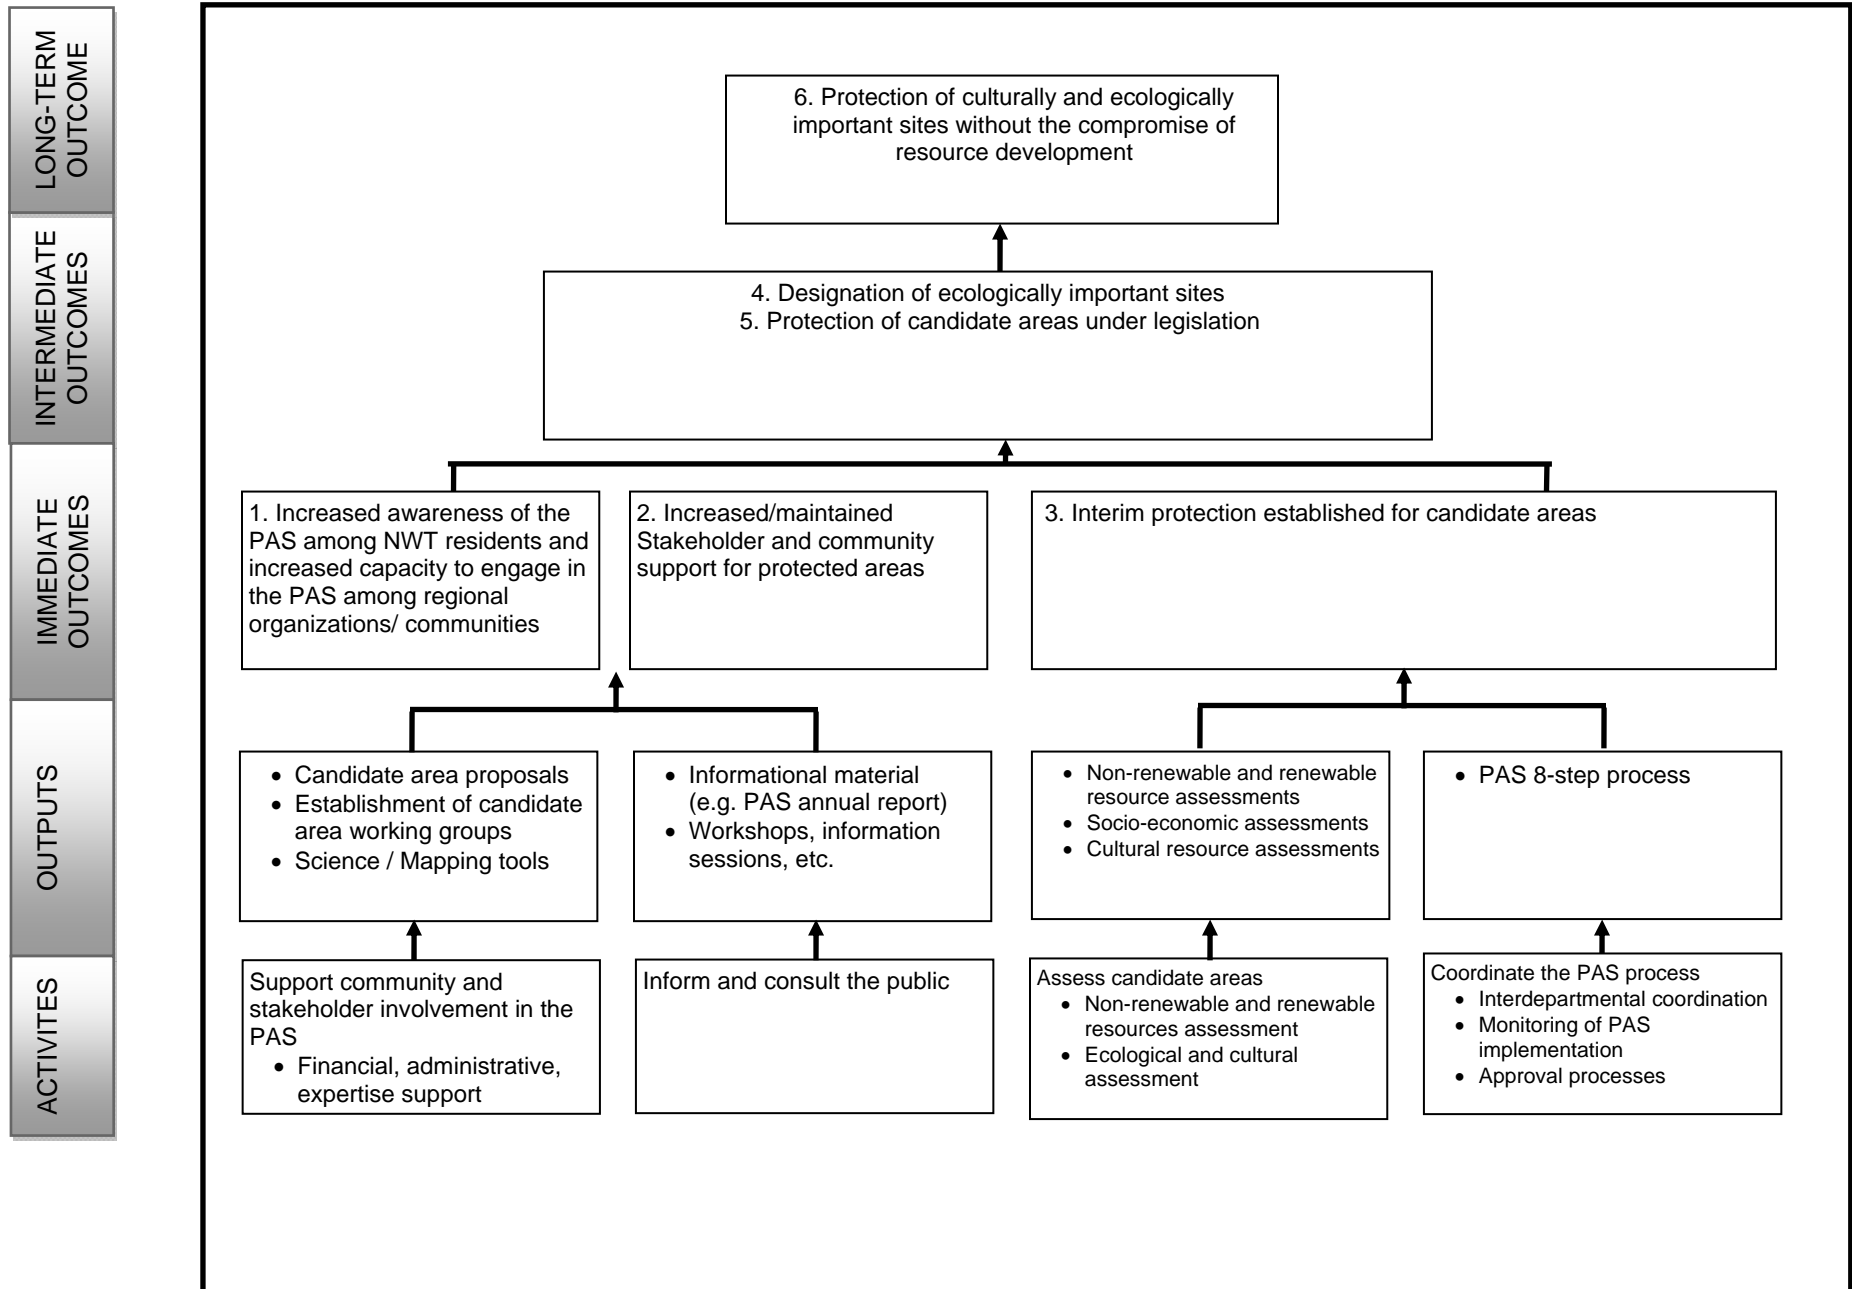 LONG-TERM
OUTCOME
6. Protection of culturally and ecologically
important sites without the compromise of
resource development
INTERMEDIATE
OUTCOMES
4. Designation of ecologically important sites
5. Protection of candidate areas under legislation
IMMEDIATE
OUTCOMES
1. Increased awareness of the
PAS among NWT residents and
increased capacity to engage in
the PAS among regional
organizations/ communities
2. Increased/maintained
Stakeholder and community
support for protected areas
3. Interim protection established for candidate areas
OUTPUTS
• Candidate area proposals
• Establishment of candidate
area working groups
• Science / Mapping tools
• Informational material
(e.g. PAS annual report)
• Workshops, information
sessions, etc.
• Non-renewable and renewable
resource assessments
• Socio-economic assessments
• Cultural resource assessments
• PAS 8-step process
ACTIVITES
Support community and
stakeholder involvement in the
PAS
• Financial, administrative,
expertise support
Inform and consult the public
Assess candidate areas
• Non-renewable and renewable
resources assessment
• Ecological and cultural
assessment
Coordinate the PAS process
• Interdepartmental coordination
• Monitoring of PAS
implementation
• Approval processes